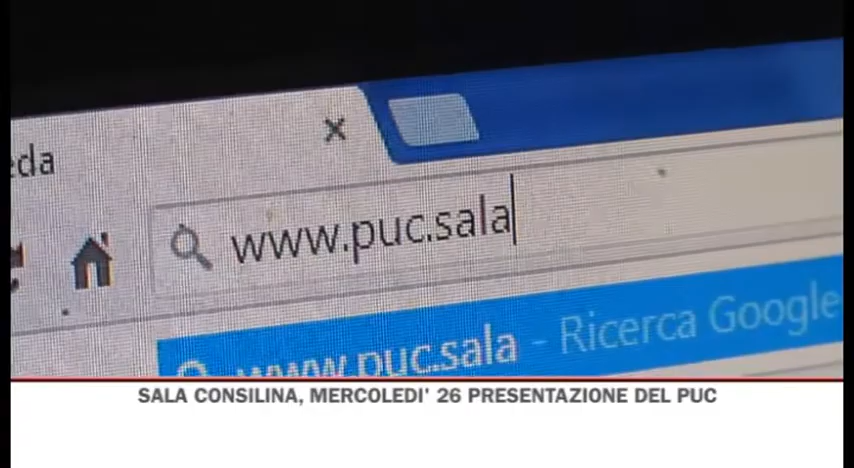 eda
www.puc.sala
www.puc.sala - Ricerca Google
SALA CONSILINA, MERCOLEDI' 26 PRESENTAZIONE DEL PUC